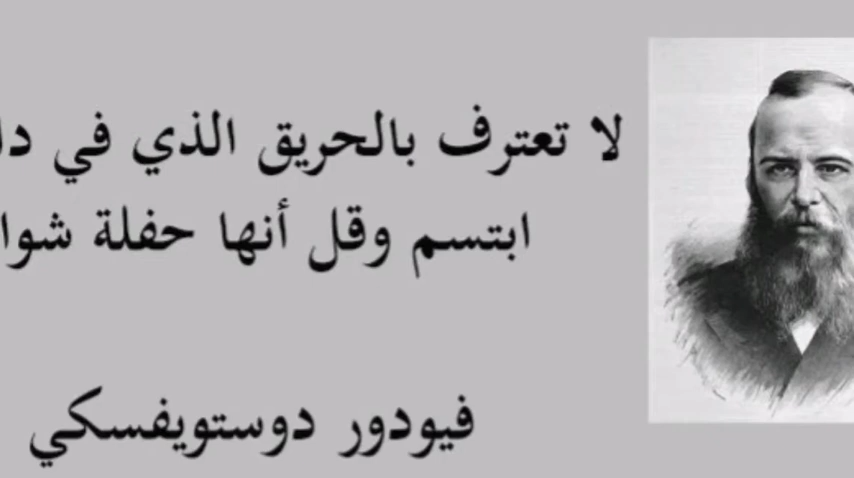 لا تعترف بالحريق الذي في
ابتسم وقل أنها حفلة
فيودور دوستويفسكي